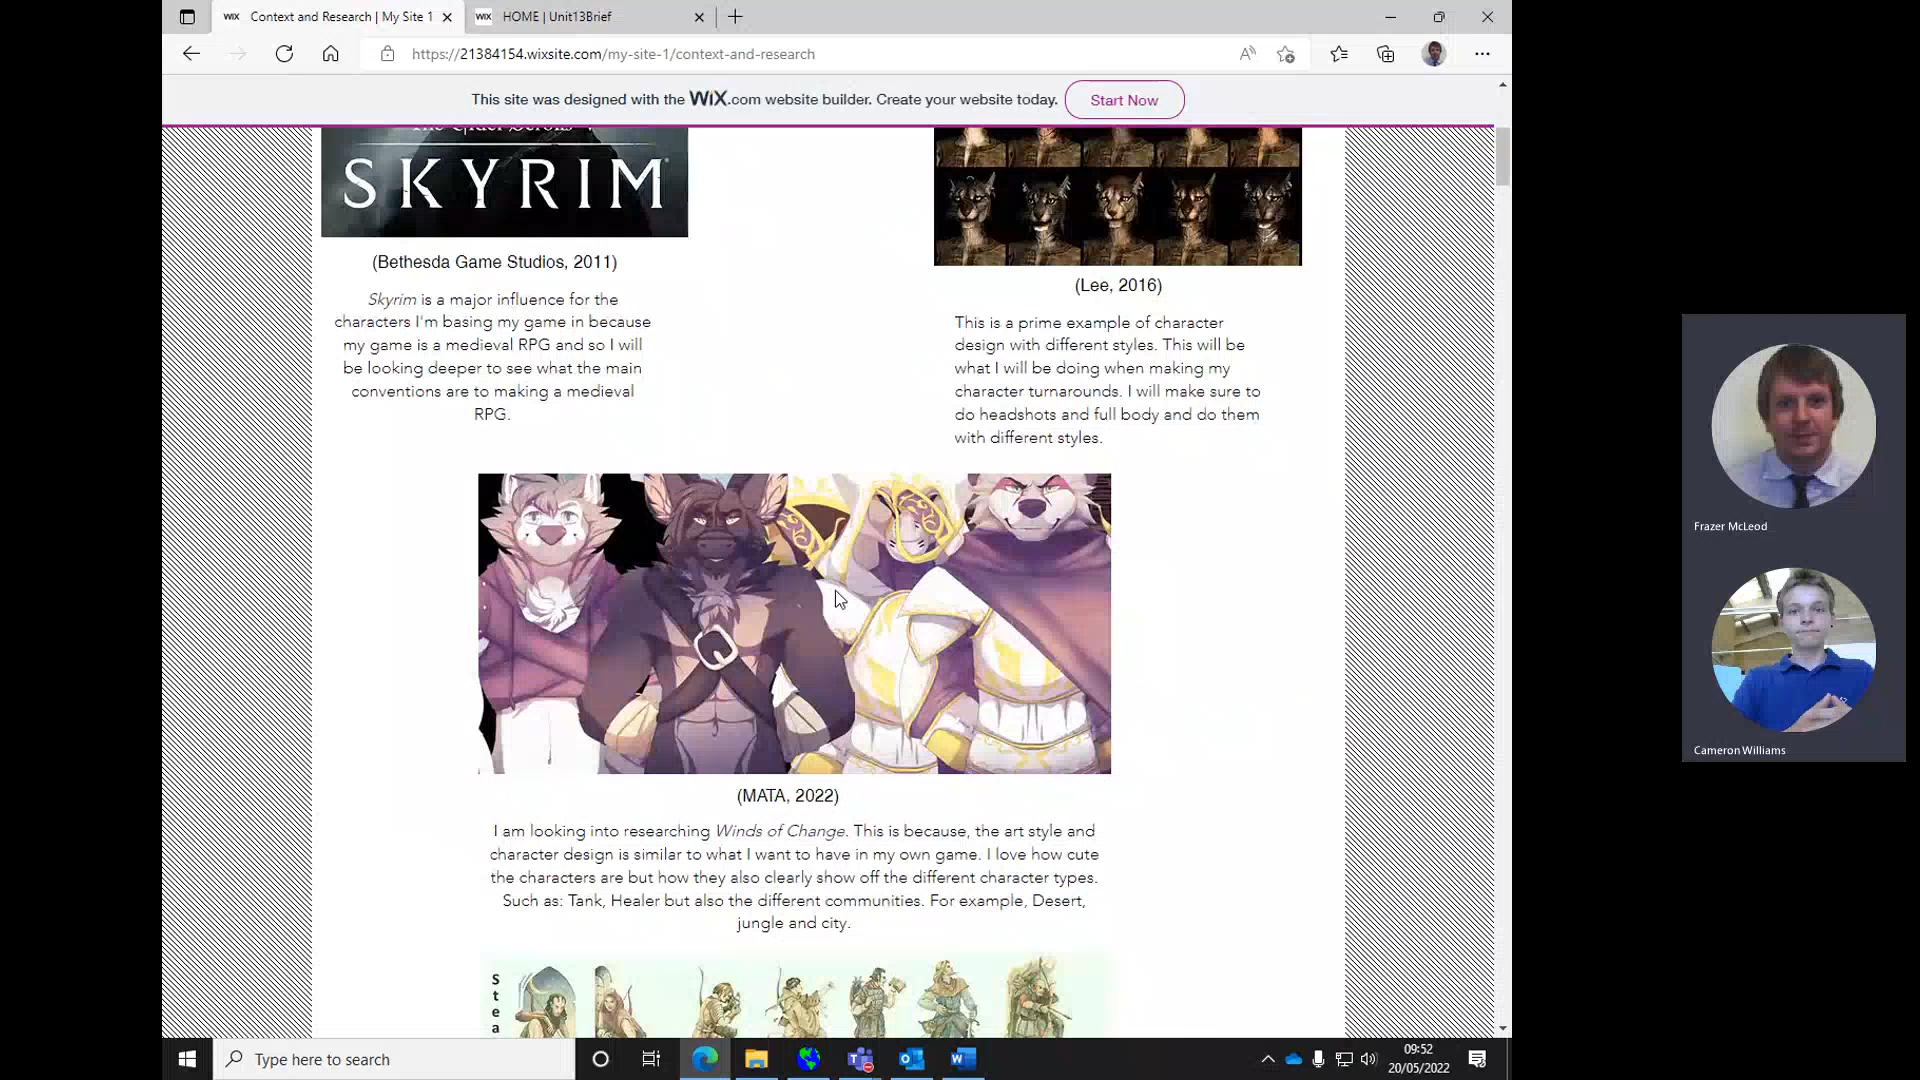 WiX Context and Research | My Site 1
WiX HOME | Unit13Brief
https://21384154.wixsite.com/my-site-1/context-and-research
This site was designed with the WiX.com website builder. Create your website today.
Start Now
The Elder Scrolls V
SKYRIM
(Bethesda Game Studios, 2011)
Skyrim is a major influence for the
characters I'm basing my game in because
my game is a medieval RPG and so I will
be looking deeper to see what the main
conventions are to making a medieval
RPG.
(Lee, 2016)
This is a prime example of character
design with different styles. This will be
what I will be doing when making my
character turnarounds. I will make sure to
do headshots and full body and do them
with different styles.
(MATA, 2022)
I am looking into researching Winds of Change. This is because, the art style and
character design is similar to what I want to have in my own game. I love how cute
the characters are but how they also clearly show off the different character types.
Such as: Tank, Healer but also the different communities. For example, Desert,
jungle and city.
S
t
e
a
Frazer McLeod
Cameron Williams
Type here to search
09:52
20/05/2022